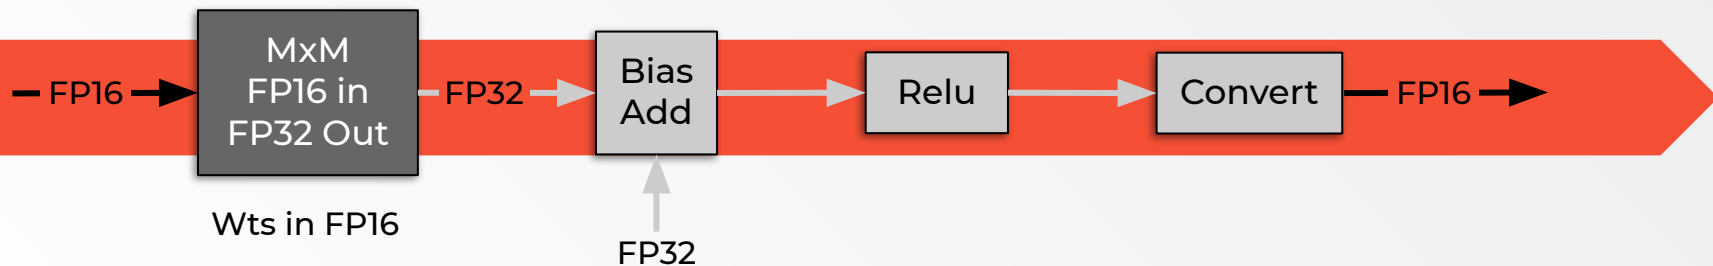 FP16
MxM
FP16 in
FP32 Out
FP32
Bias
Add
Relu
Convert
FP16
Wts in FP16
FP32